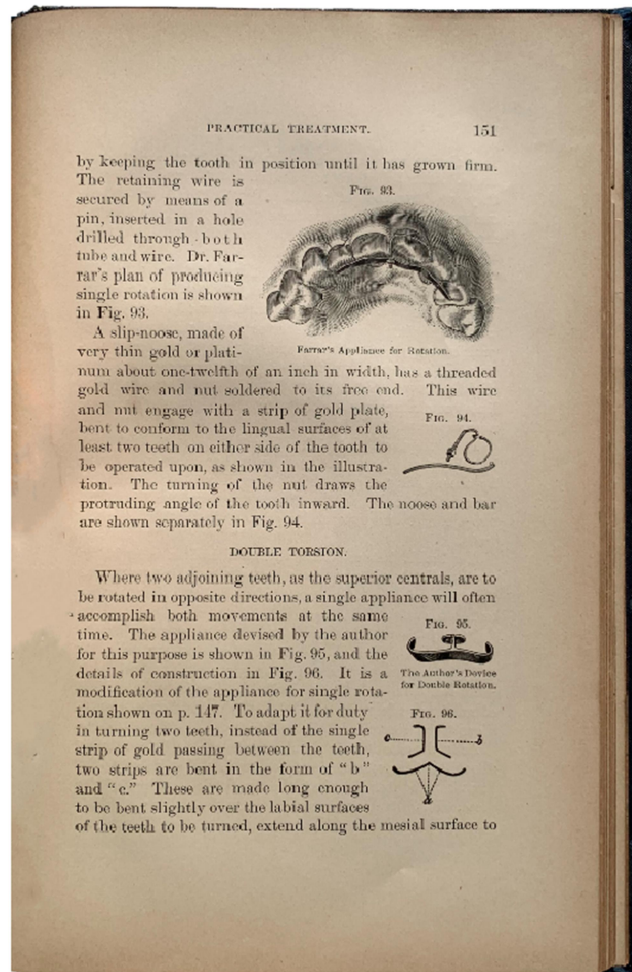 PRACTICAL TREATMENT. 151
by keeping the tooth in position until it has grown firm.
The retaining wire is
secured by means of a
pin, inserted in a hole
drilled through both
tube and wire. Dr. Far-
rar's plan of producing
single rotation is shown
in Fig. 93.
FIG. 93.
Farrar's Appliance for Rotation.
A slip-noose, made of
very thin gold or plati-
num about one-twelfth of an inch in width, has a threaded
gold wire and nut soldered to its free end. This wire
and nut engage with a strip of gold plate,
bent to conform to the lingual surfaces of at
least two teeth on either side of the tooth to
be operated upon, as shown in the illustra-
tion. The turning of the nut draws the
FIG. 94.
protruding angle of the tooth inward. The noose and bar
are shown separately in Fig. 94.
DOUBLE TORSION.
Where two adjoining teeth, as the superior centrals, are to
be rotated in opposite directions, a single appliance will often
accomplish both movements at the same
time. The appliance devised by the author
for this purpose is shown in Fig. 95, and the
details of construction in Fig. 96. It is a
modification of the appliance for single rota-
tion shown on p. 147. To adapt it for duty
in turning two teeth, instead of the single
strip of gold passing between the teeth,
two strips are bent in the form of "b"
and "c." These are made long enough
to be bent slightly over the labial surfaces
FIG. 95.
The Author's Device
for Double Rotation.
FIG. 96.
of the teeth to be turned, extend along the mesial surface to